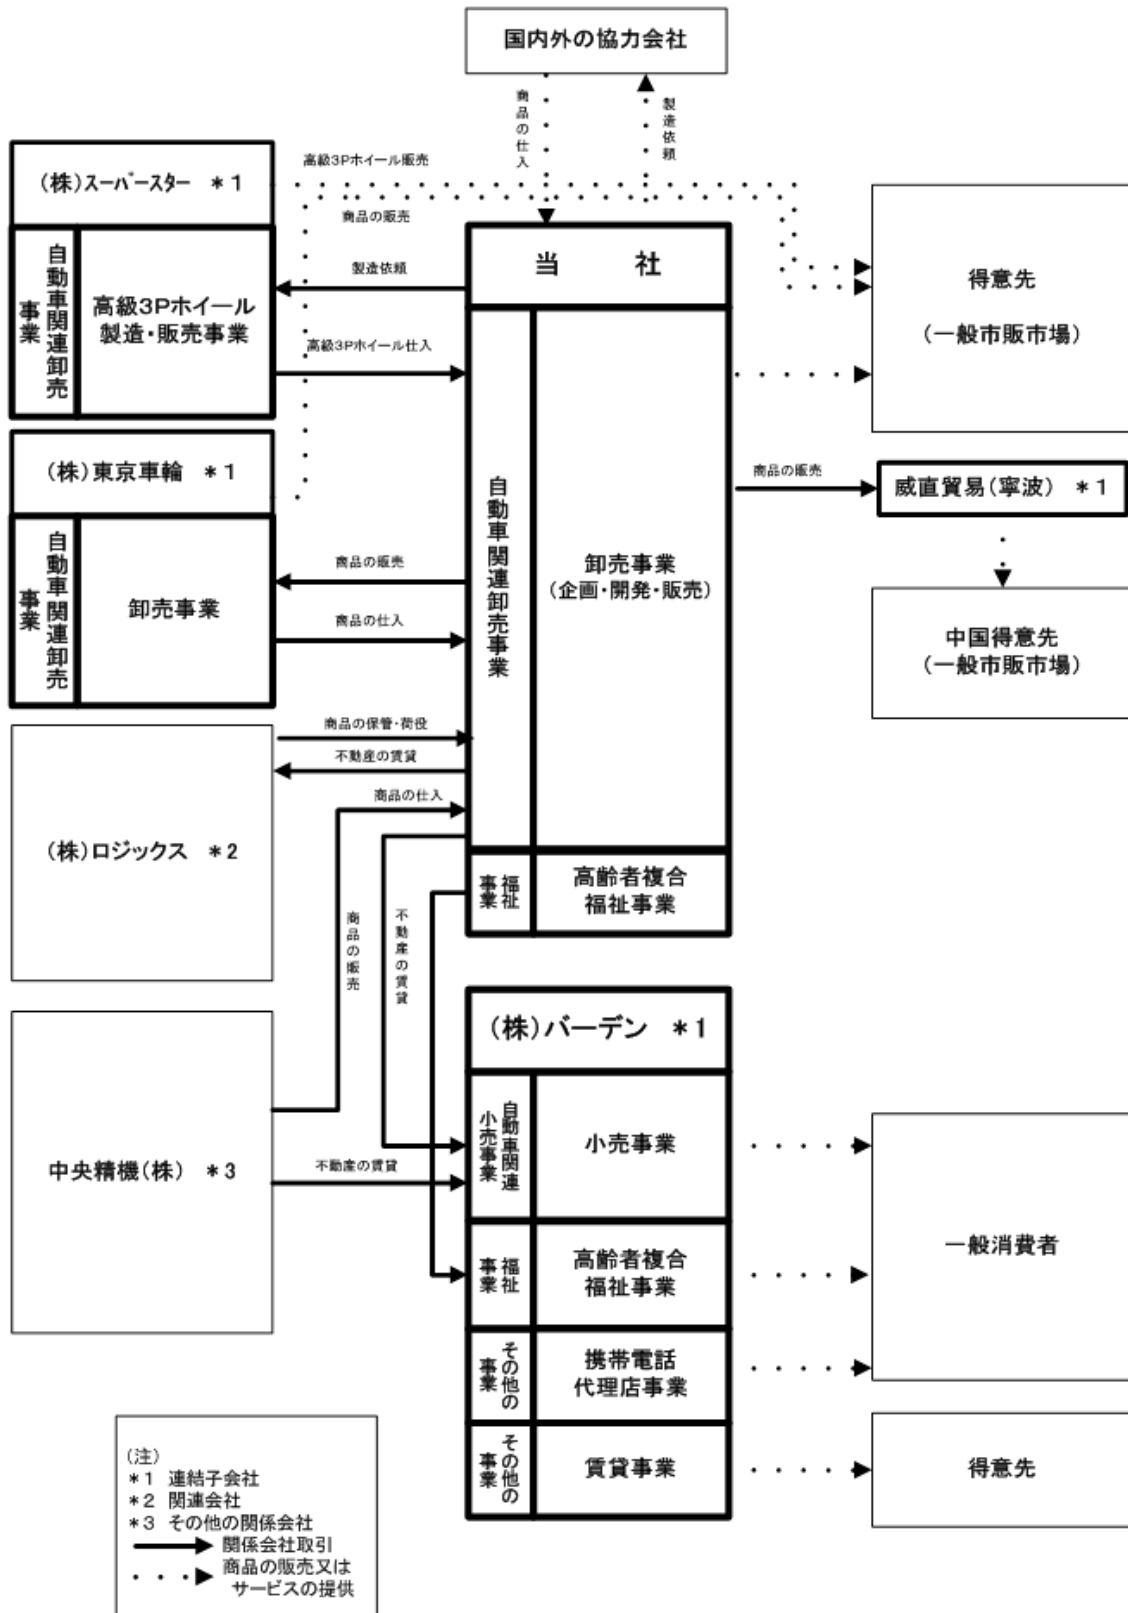 国内外の協力会社
商品の仕入
製造依頼
(株)スーパースター ＊1
自動車関連卸売
事業
高級3Pホイール
製造・販売事業
高級3Pホイール販売
商品の販売
製造依頼
高級3Pホイール仕入
当　社
自動車関連卸売事業
卸売事業
(企画・開発・販売)
得意先
(一般市販市場)
(株)東京車輪 ＊1
自動車関連卸売
事業
卸売事業
商品の販売
商品の仕入
商品の販売
威直貿易(寧波) ＊1
中国得意先
(一般市販市場)
(株)ロジックス ＊2
商品の保管・荷役
不動産の賃貸
商品の仕入
福祉
事業
高齢者複合
福祉事業
商品の販売
不動産の賃貸
中央精機(株) ＊3
不動産の賃貸
(株)バーデン ＊1
自動車関連
小売事業
小売事業
福祉
事業
高齢者複合
福祉事業
その他の
事業
携帯電話
代理店事業
その他の
事業
賃貸事業
一般消費者
得意先
(注)
＊1 連結子会社
＊2 関連会社
＊3 その他の関係会社
関係会社取引
商品の販売又は
サービスの提供